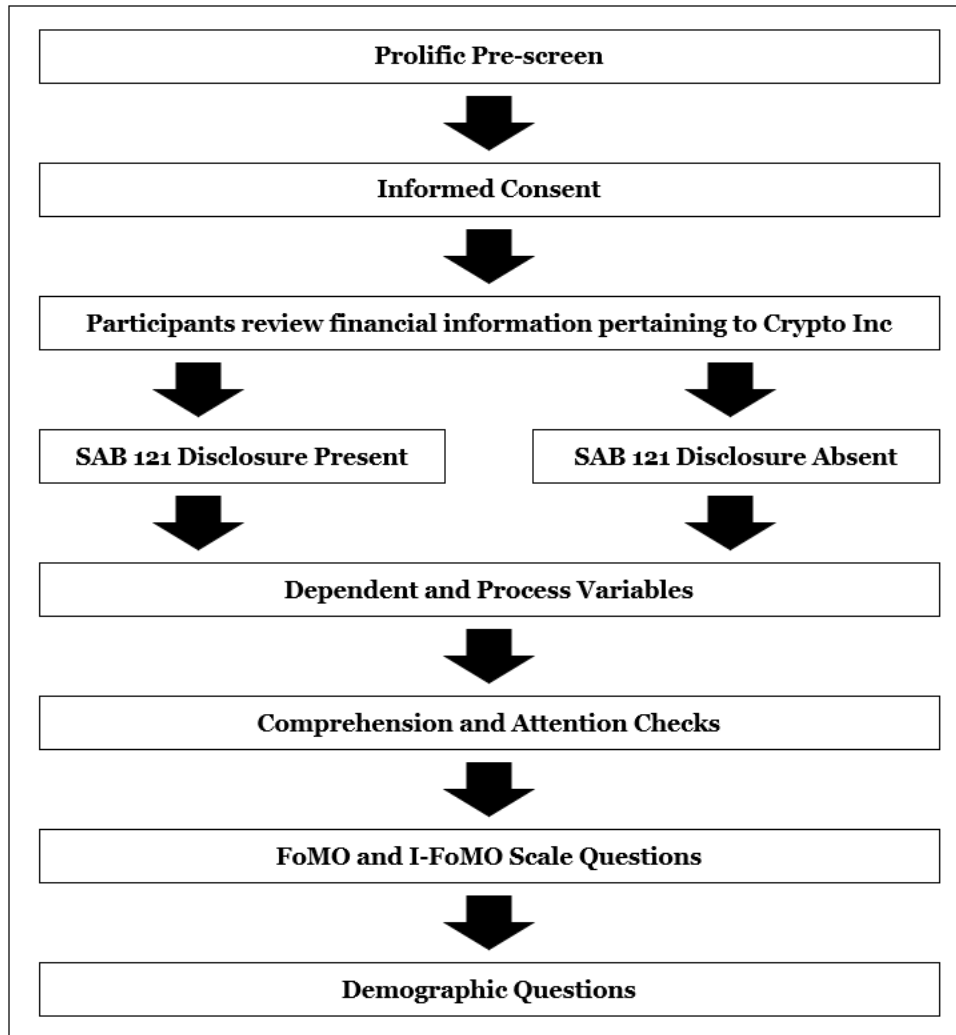 Prolific Pre-screen
Informed Consent
Participants review financial information pertaining to Crypto Inc
SAB 121 Disclosure Present
SAB 121 Disclosure Absent
Dependent and Process Variables
Comprehension and Attention Checks
FoMO and I-FoMO Scale Questions
Demographic Questions